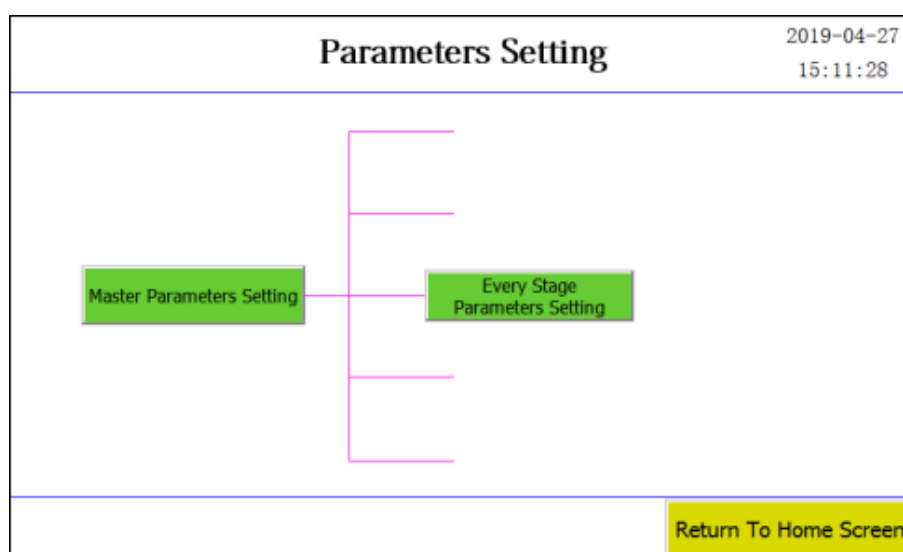 Parameters Setting
2019-04-27
15:11:28
Master Parameters Setting
Every Stage
Parameters Setting
Return To Home Screen